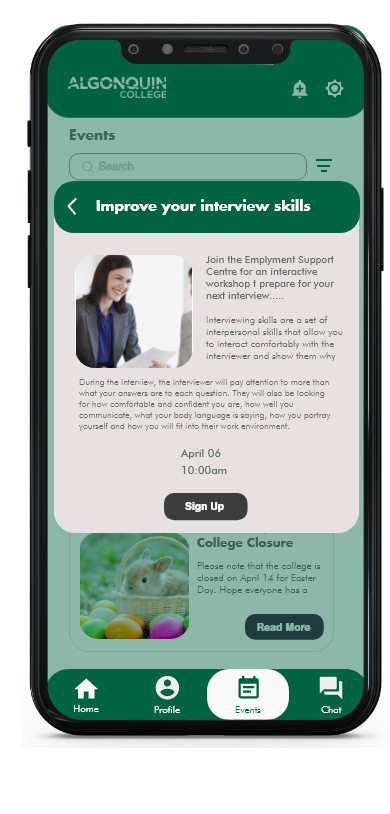 ALGONQUIN
COLLEGE
Events
Search
Improve your interview skills
Join the Emplyment Support
Centre for an interactive
workshop t prepare for your
next interview.....
Interviewing skills are a set of
interpersonal skills that allow you
to interact comfortably with the
interviewer and show them why
During the interview, the interviewer will pay attention to more than
what your answers are to each question. They will also be looking
for how comfortable and confident you are, how well you
communicate, what your body language is saying, how you portray
yourself and how you will fit into their work environment.
April 06
10:00am
Sign Up
College Closure
Please note that the college is
closed on April 14 for Easter
Day. Hope everyone has a
Read More
Home
Profile
Events
Chat